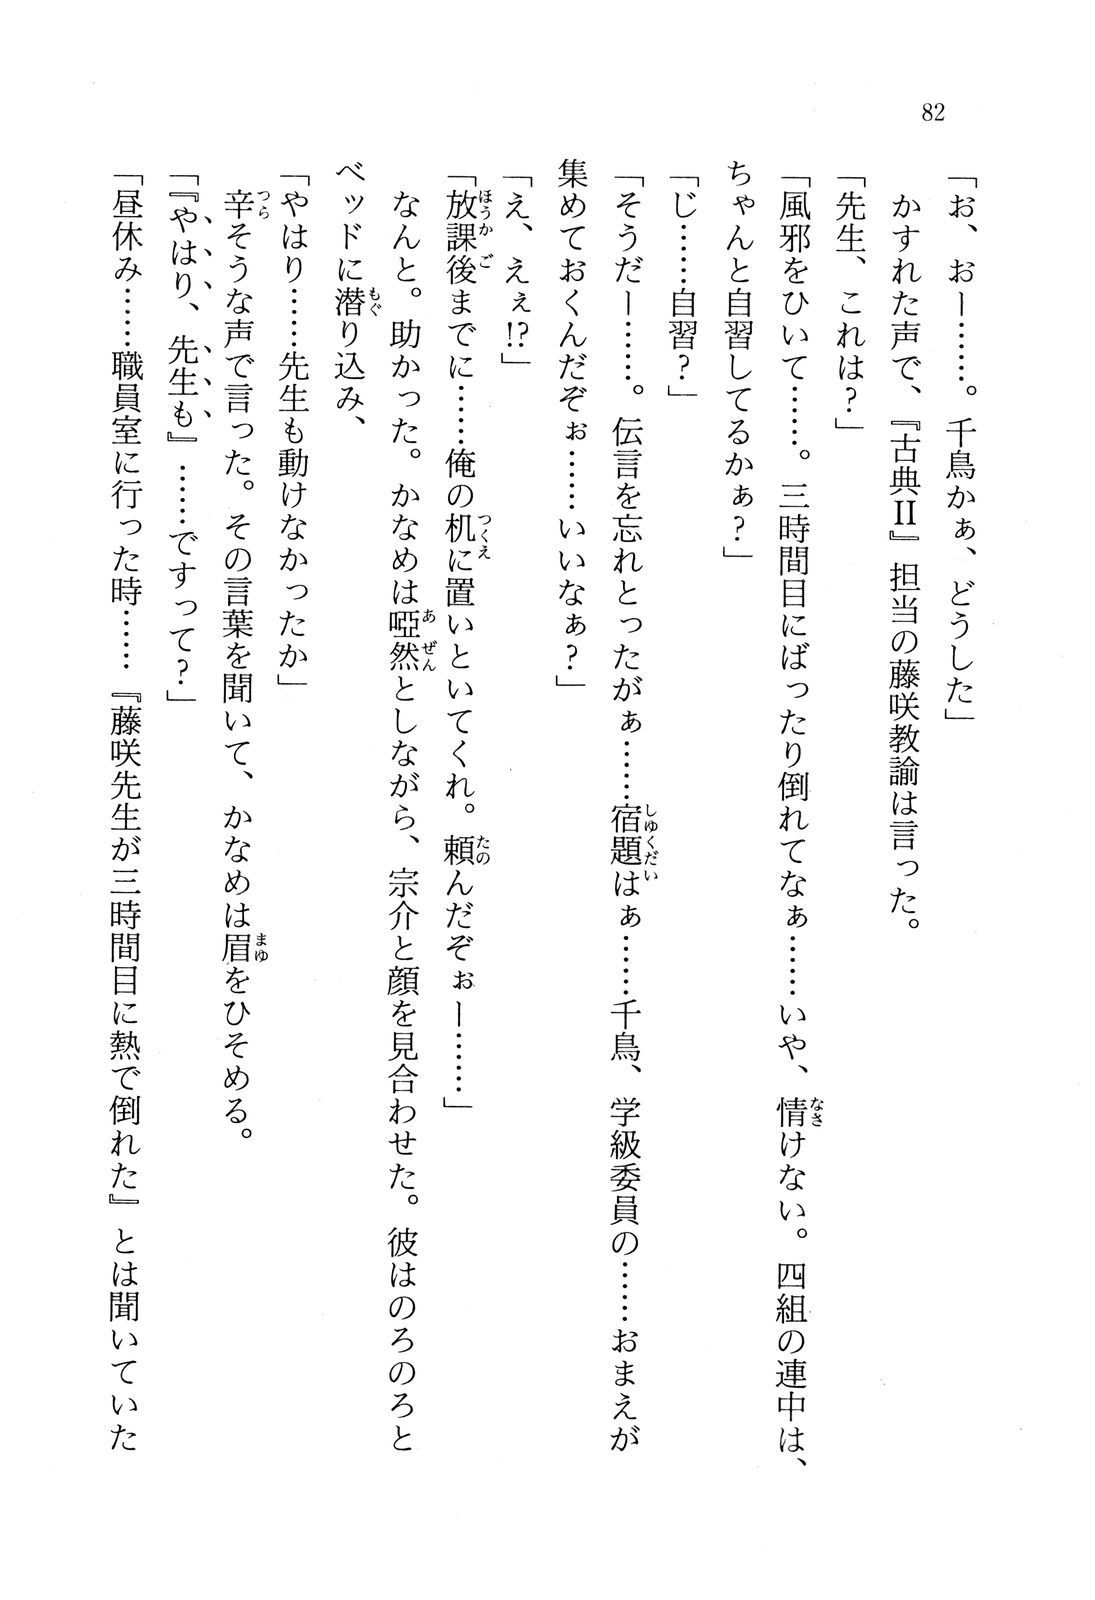 82
「お、おー……。千鳥かぁ、どうした」
　かすれた声で、『古典Ⅱ』担当の藤咲教諭は言った。
「先生、これは？」
「風邪をひいて……。三時間目にばったり倒れてなぁ……いや、情けない。四組の連中は、
ちゃんと自習してるかぁ？」
「じ……自習？」
「そうだー……。伝言を忘れとったがぁ……宿題はぁ……千鳥、学級委員の……おまえが
集めておくんだぞぉ……いいなぁ？」
「え、えぇ!?」
「放課後までに……俺の机に置いといてくれ。頼んだぞぉー……」
　なんと。助かった。かなめは啞然としながら、宗介と顔を見合わせた。彼はのろのろと
ベッドに潜り込み、
「やはり……先生も動けなかったか」
　辛そうな声で言った。その言葉を聞いて、かなめは眉をひそめる。
「『やはり、先生も』……ですって？」
「昼休み……職員室に行った時……『藤咲先生が三時間目に熱で倒れた』とは聞いていた